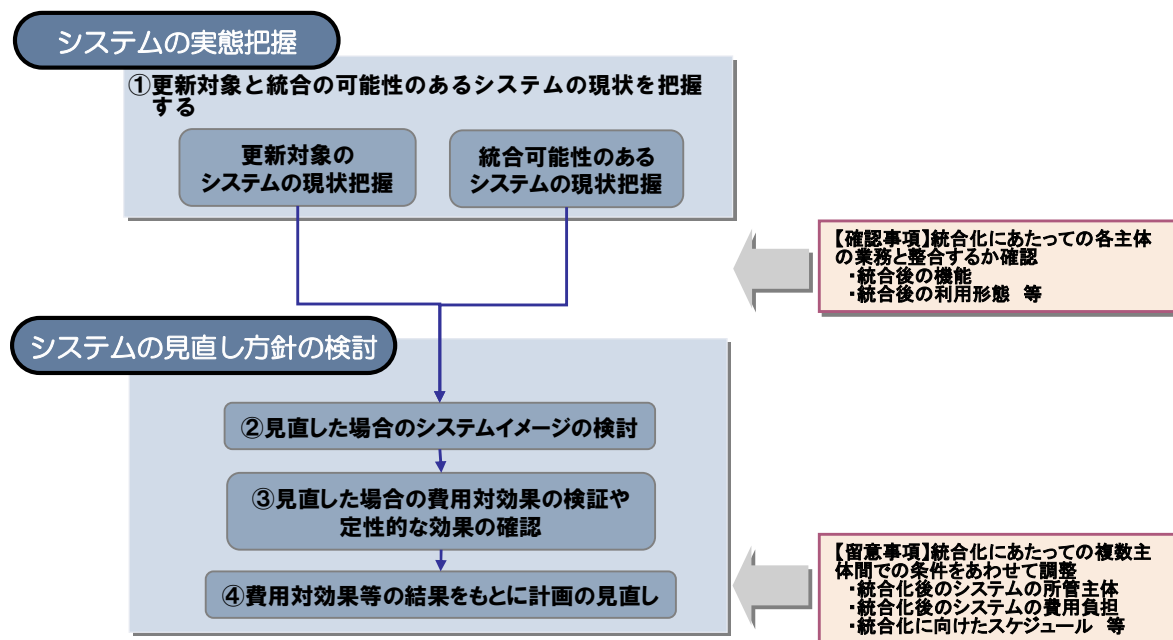 システムの実態把握
①更新対象と統合の可能性のあるシステムの現状を把握
する
更新対象の
システムの現状把握
統合可能性のある
システムの現状把握
【確認事項】統合化にあたっての各主体
の業務と整合するか確認
・統合後の機能
・統合後の利用形態 等
システムの見直し方針の検討
②見直した場合のシステムイメージの検討
③見直した場合の費用対効果の検証や
定性的な効果の確認
④費用対効果等の結果をもとに計画の見直し
【留意事項】統合化にあたっての複数主
体間での条件をあわせて調整
・統合化後のシステムの所管主体
・統合化後のシステムの費用負担
・統合化に向けたスケジュール 等